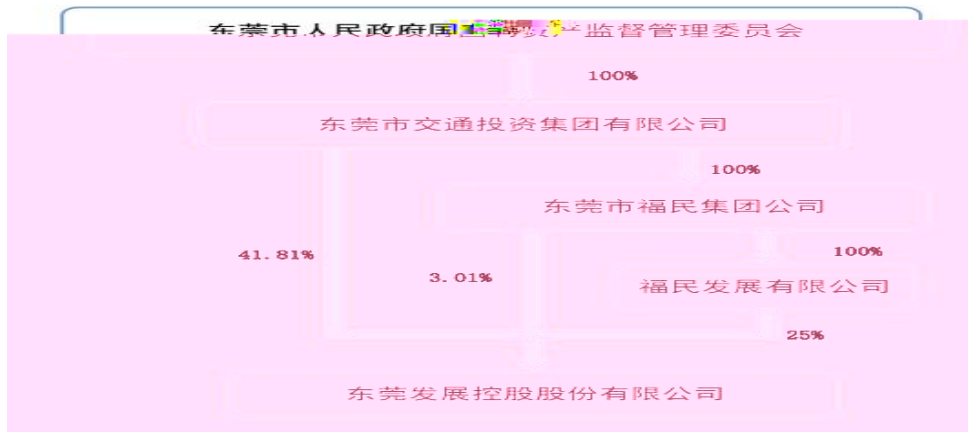 东莞市人民政府国有资产监督管理委员会
100%
东莞市交通投资集团有限公司
100%
东莞市福民集团公司
41.81%
3.01%
100%
福民发展有限公司
25%
东莞发展控股股份有限公司